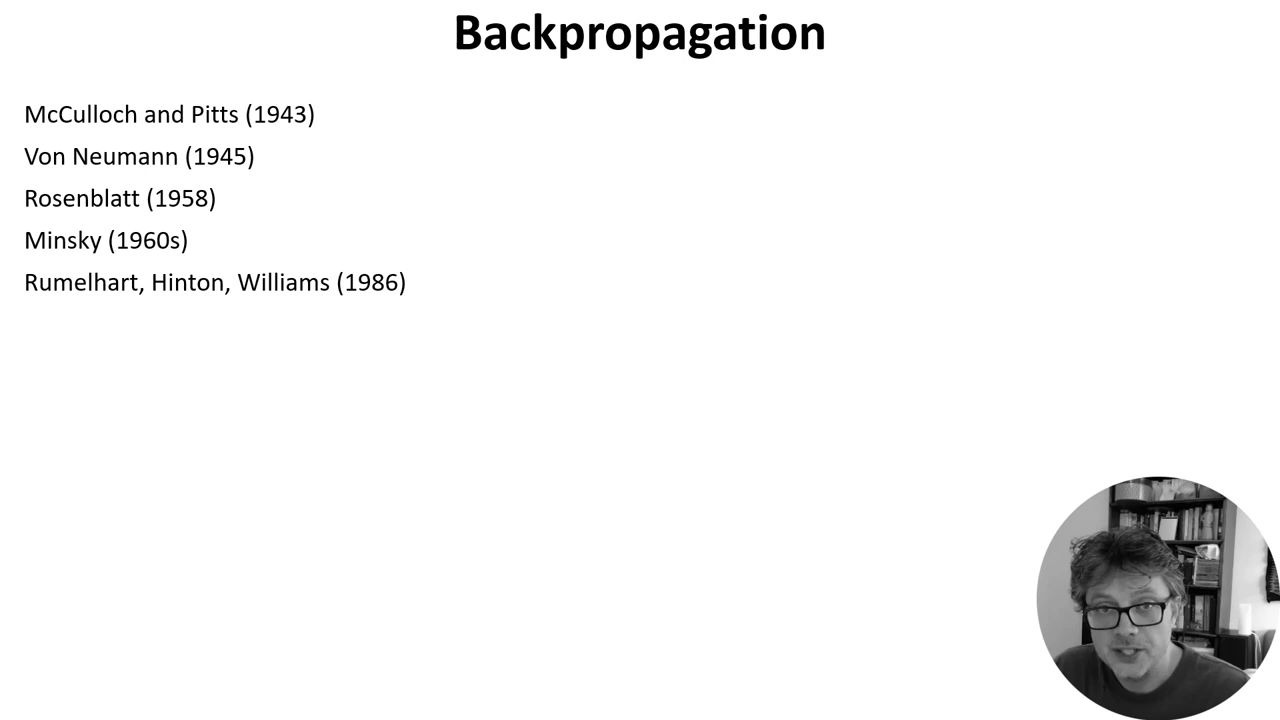 Backpropagation
McCulloch and Pitts (1943)
Von Neumann (1945)
Rosenblatt (1958)
Minsky (1960s)
Rumelhart, Hinton, Williams (1986)